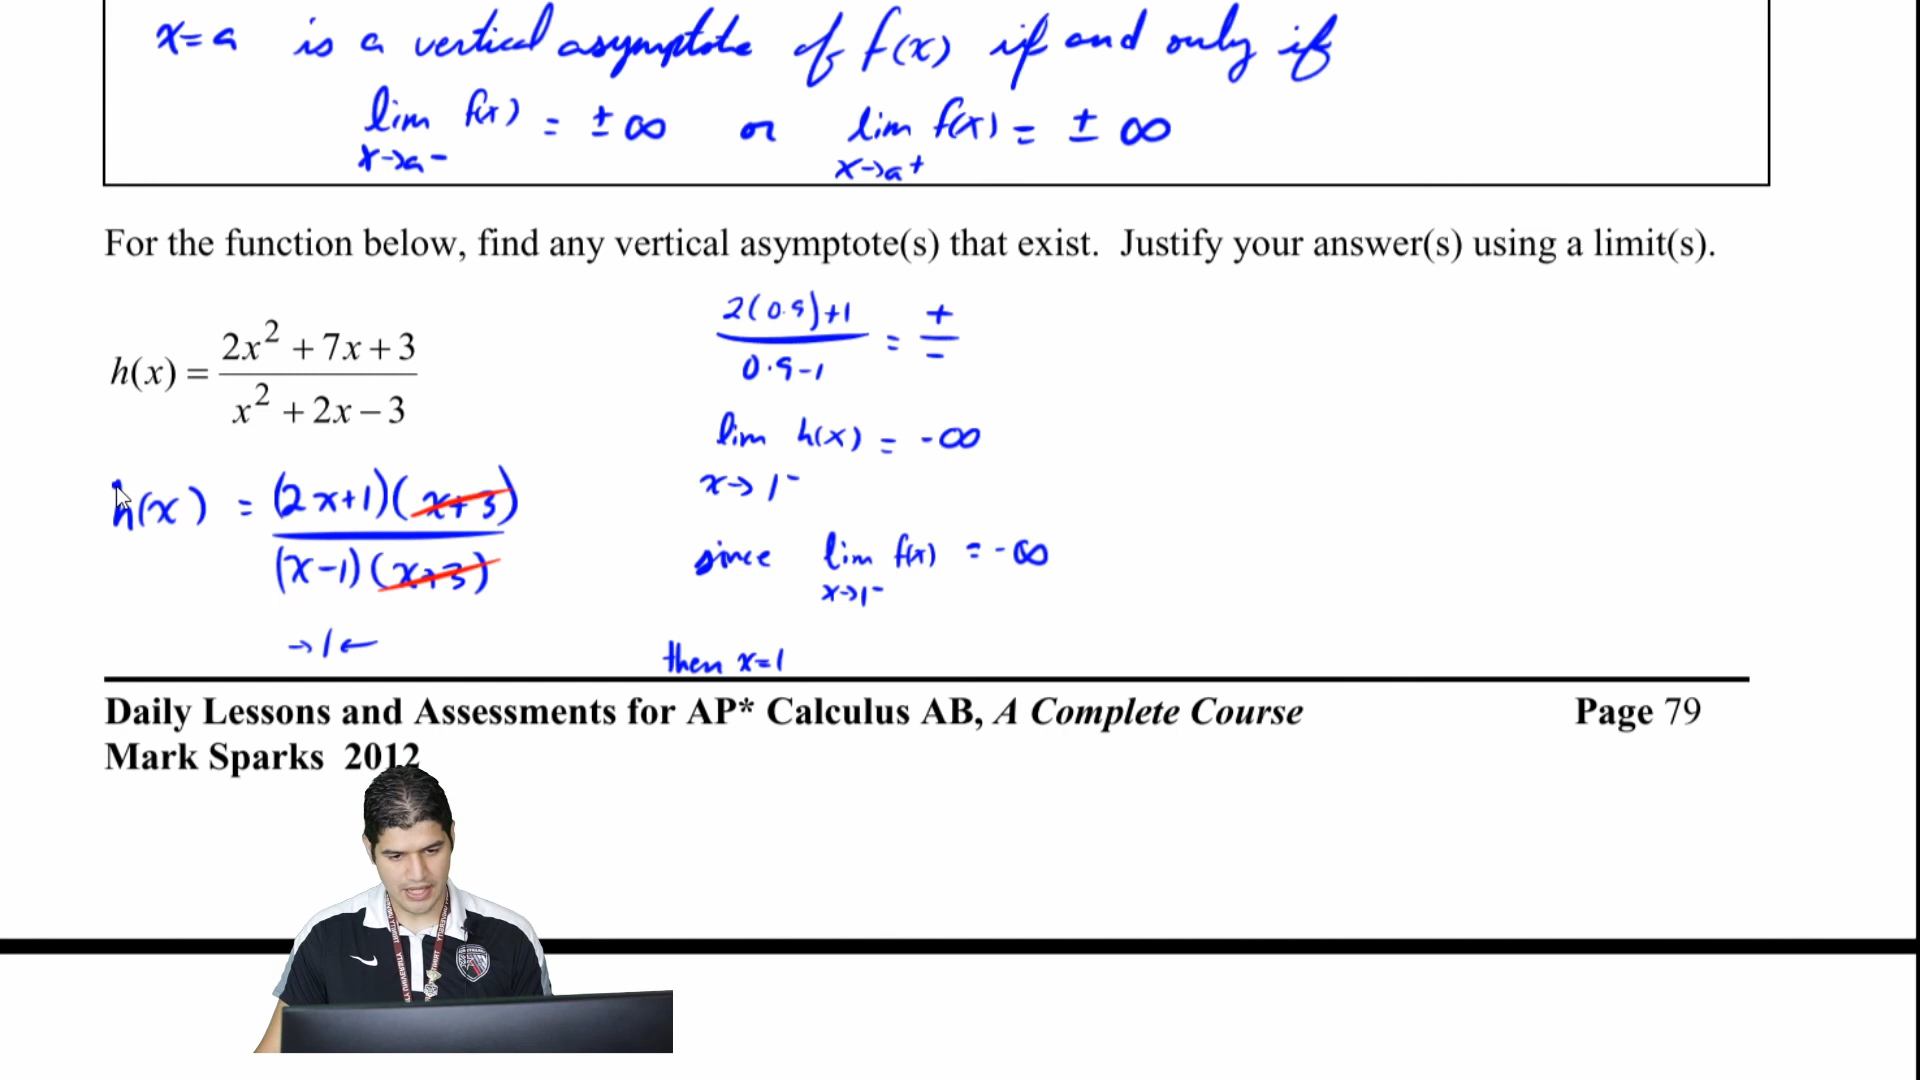 x=a is a vertical asymptote of f(x) if and only if
lim f(x) = ±∞ or lim f(x) = ± ∞
x→a- x→a+
For the function below, find any vertical asymptote(s) that exist. Justify your answer(s) using a limit(s).
2(0.9)+1 / 0.9-1 = + / -
h(x) = 2x² + 7x + 3 / x² + 2x - 3
lim h(x) = -∞
x→1-
h(x) = (2x+1)(x+3) / (x-1)(x+3)
since lim f(x) = -∞
x→1-
→1←
then x=1
Daily Lessons and Assessments for AP* Calculus AB, A Complete Course Page 79
Mark Sparks 2012